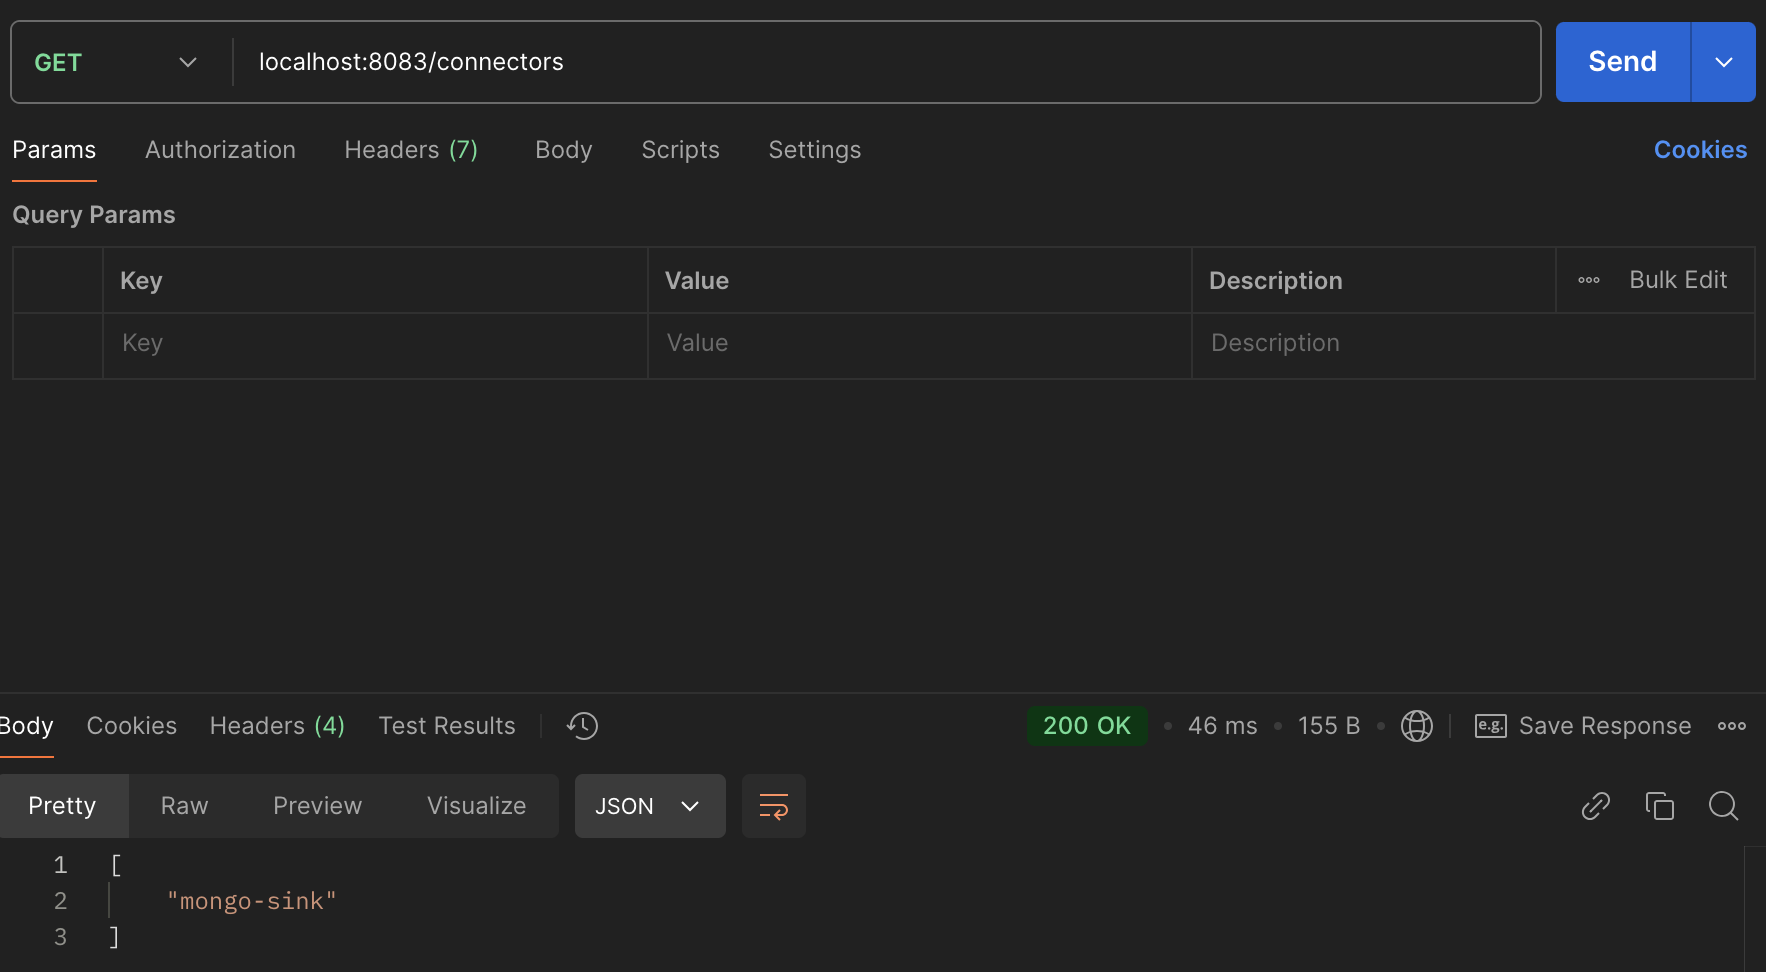 GET localhost:8083/connectors Send
Params Authorization Headers (7) Body Scripts Settings Cookies
Query Params
Key Value Description Bulk Edit
Key Value Description
Body Cookies Headers (4) Test Results 200 OK • 46 ms • 155 B • e.g. Save Response
Pretty Raw Preview Visualize JSON
1 [
2 "mongo-sink"
3 ]